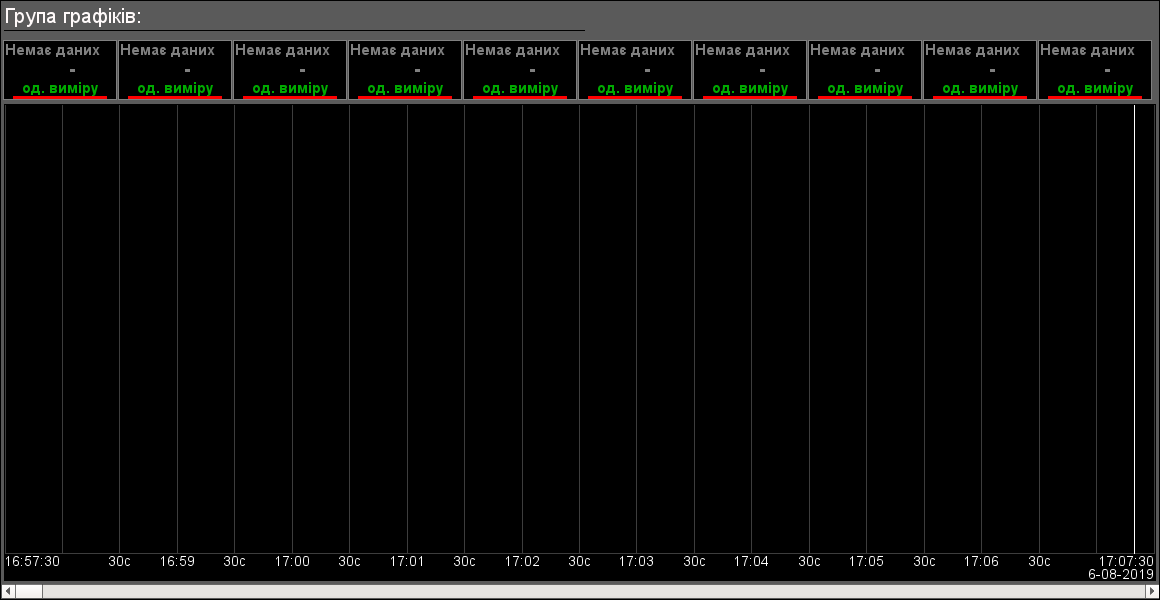 Група графіків:
Немає даних Немає даних Немає даних Немає даних Немає даних Немає даних Немає даних Немає даних Немає даних Немає даних
- - - - - - - - - -
од. виміру од. виміру од. виміру од. виміру од. виміру од. виміру од. виміру од. виміру од. виміру од. виміру
16:57:30 30с 16:59 30с 17:00 30с 17:01 30с 17:02 30с 17:03 30с 17:04 30с 17:05 30с 17:06 30с 17:07:30
6-08-2019